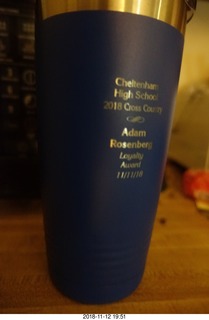 Cheltenham
High School
2018 Cross Country
Adam
Rosenberg
Loyalty
Award
11/11/18
2018-11-12 19:51